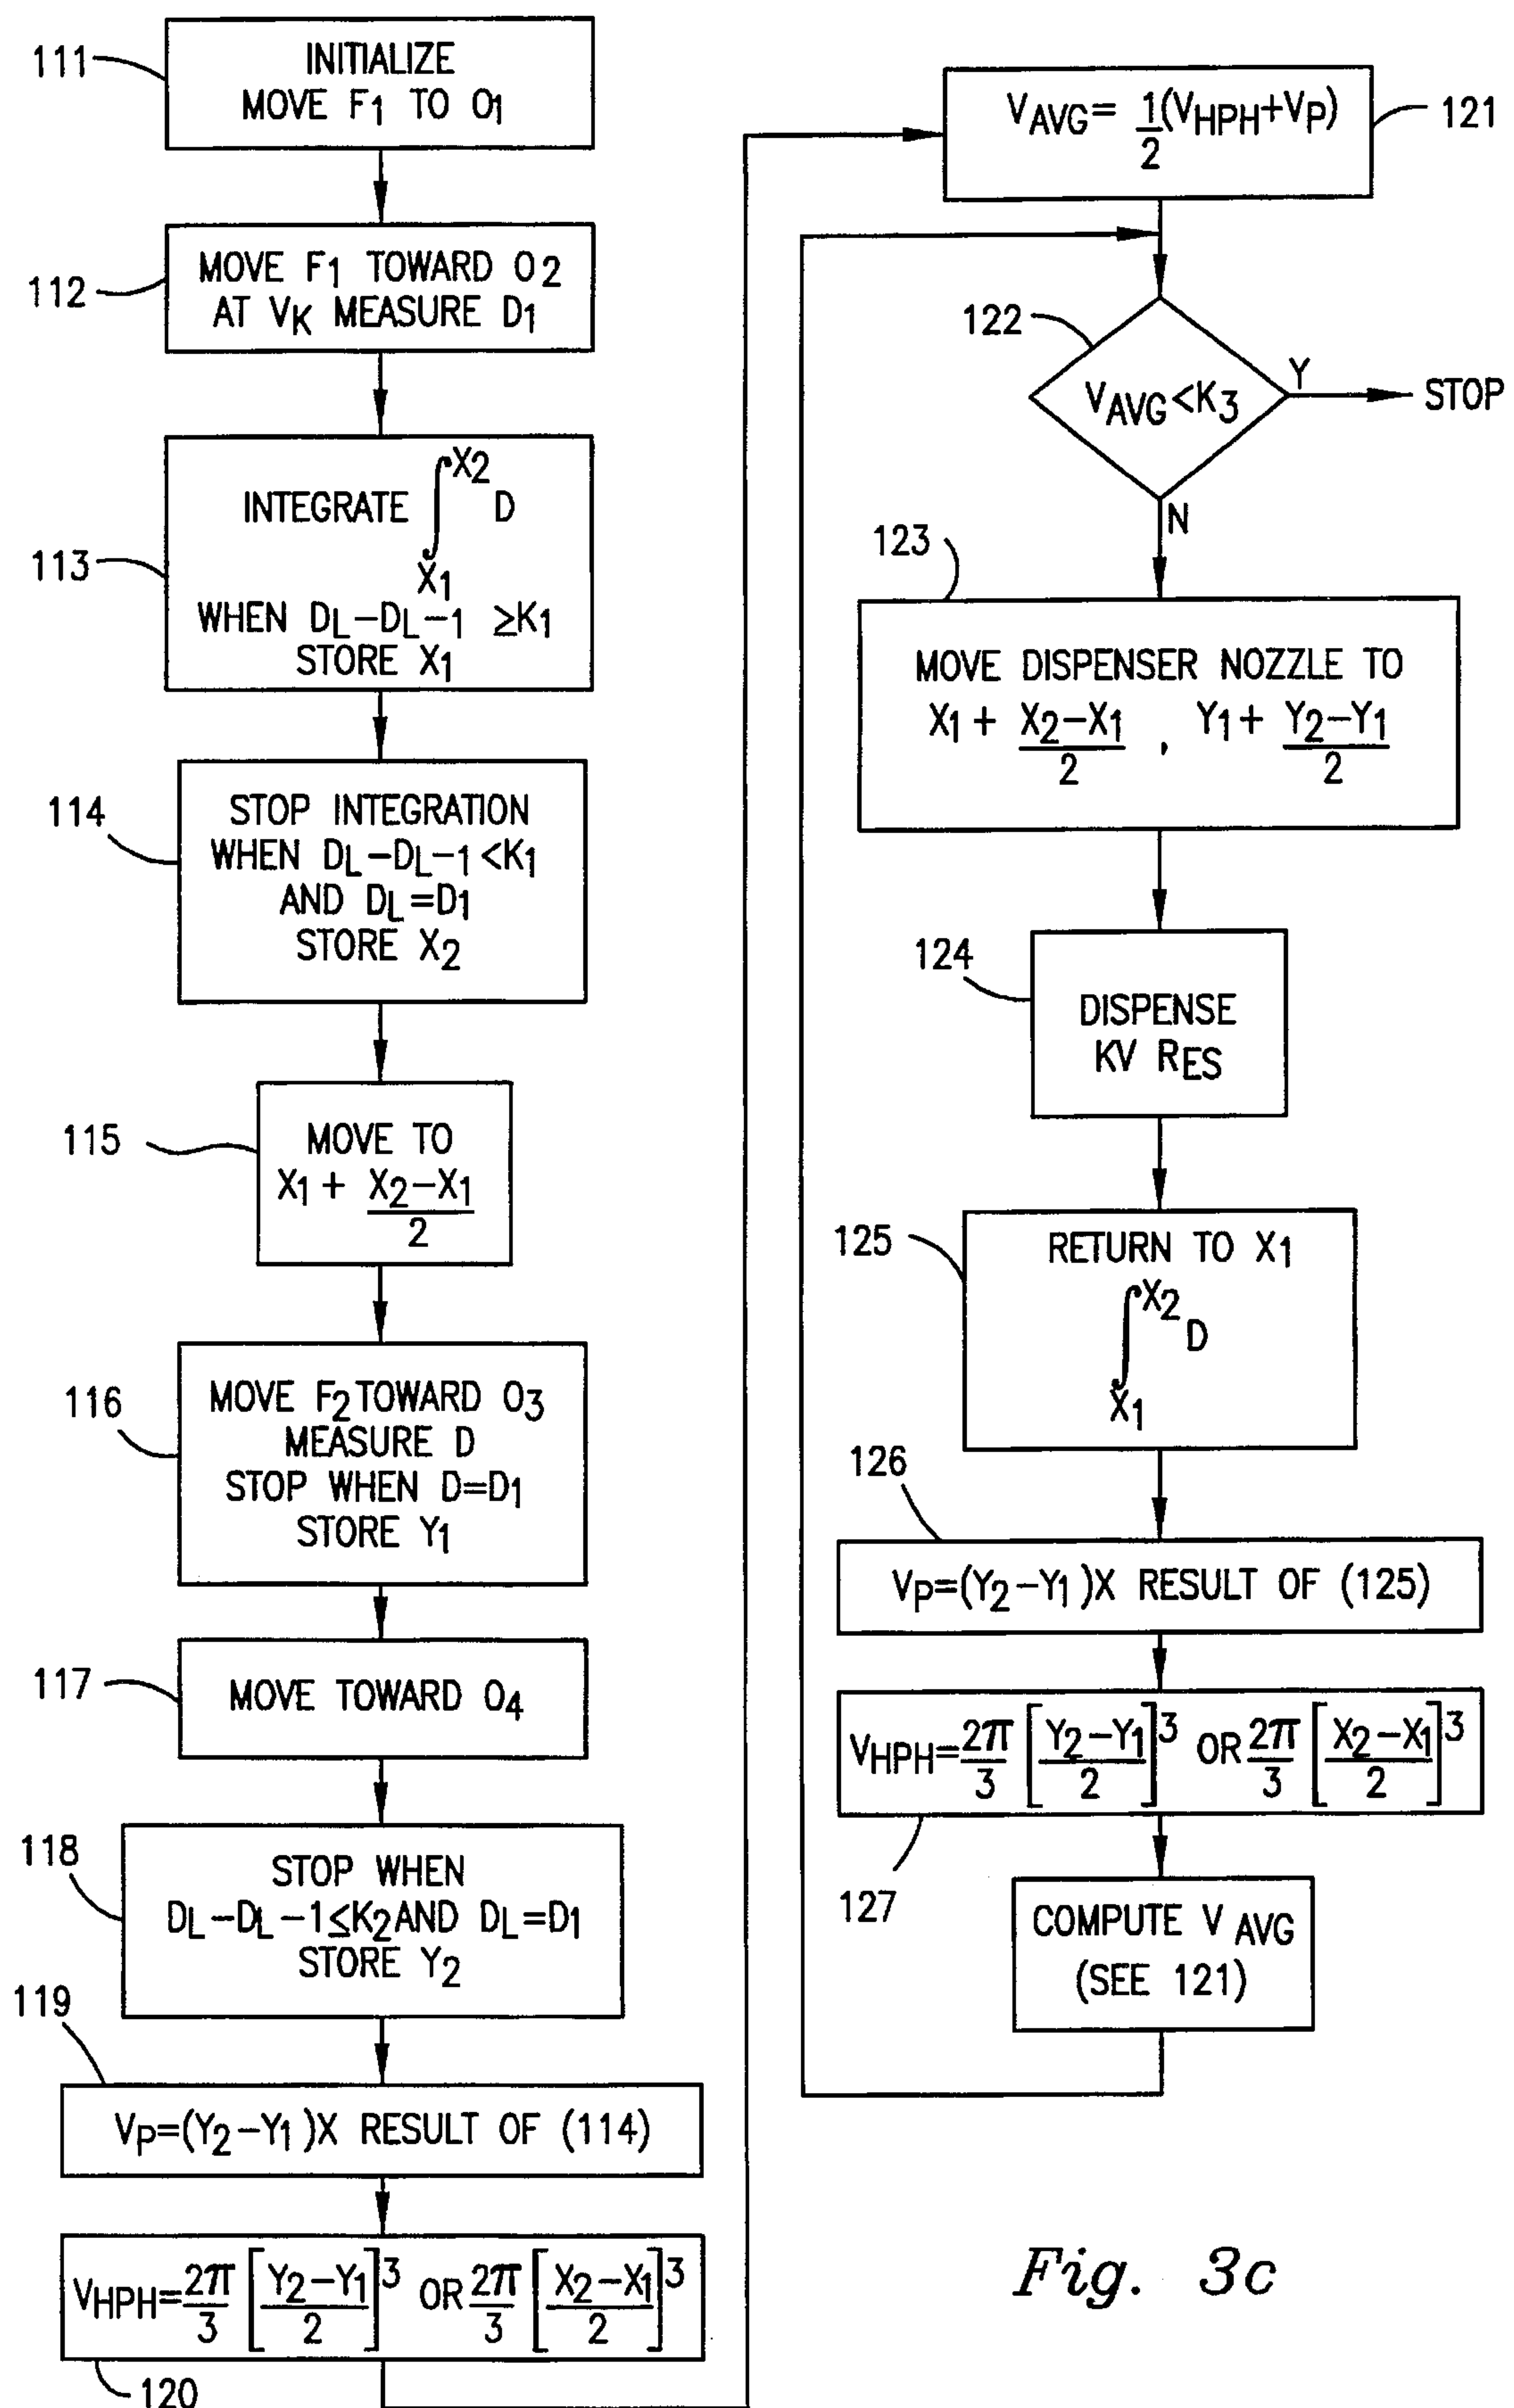 111
INITIALIZE
MOVE F1 TO O1
112
MOVE F1 TOWARD O2
AT VK MEASURE D1
113
INTEGRATE ∫ X1 X2 D
WHEN DL−DL−1 ≥K1
STORE X1
114
STOP INTEGRATION
WHEN DL−DL−1 <K1
AND DL=D1
STORE X2
115
MOVE TO
X1 + X2−X1
2
116
MOVE F2 TOWARD O3
MEASURE D
STOP WHEN D=D1
STORE Y1
117
MOVE TOWARD O4
118
STOP WHEN
DL−DL−1≤K2 AND DL=D1
STORE Y2
119
VP=(Y2−Y1)X RESULT OF (114)
VHPH=2π/3 [Y2−Y1/2]3 OR 2π/3 [X2−X1/2]3
120
VAVG= 1/2(VHPH+VP)
121
122
VAVG<K3
Y
STOP
N
123
MOVE DISPENSER NOZZLE TO
X1 + X2−X1/2 , Y1 + Y2−Y1/2
124
DISPENSE
KV RES
125
RETURN TO X1
∫ X1 X2 D
126
VP=(Y2−Y1)X RESULT OF (125)
VHPH=2π/3 [Y2−Y1/2]3 OR 2π/3 [X2−X1/2]3
127
COMPUTE V AVG
(SEE 121)
Fig. 3c